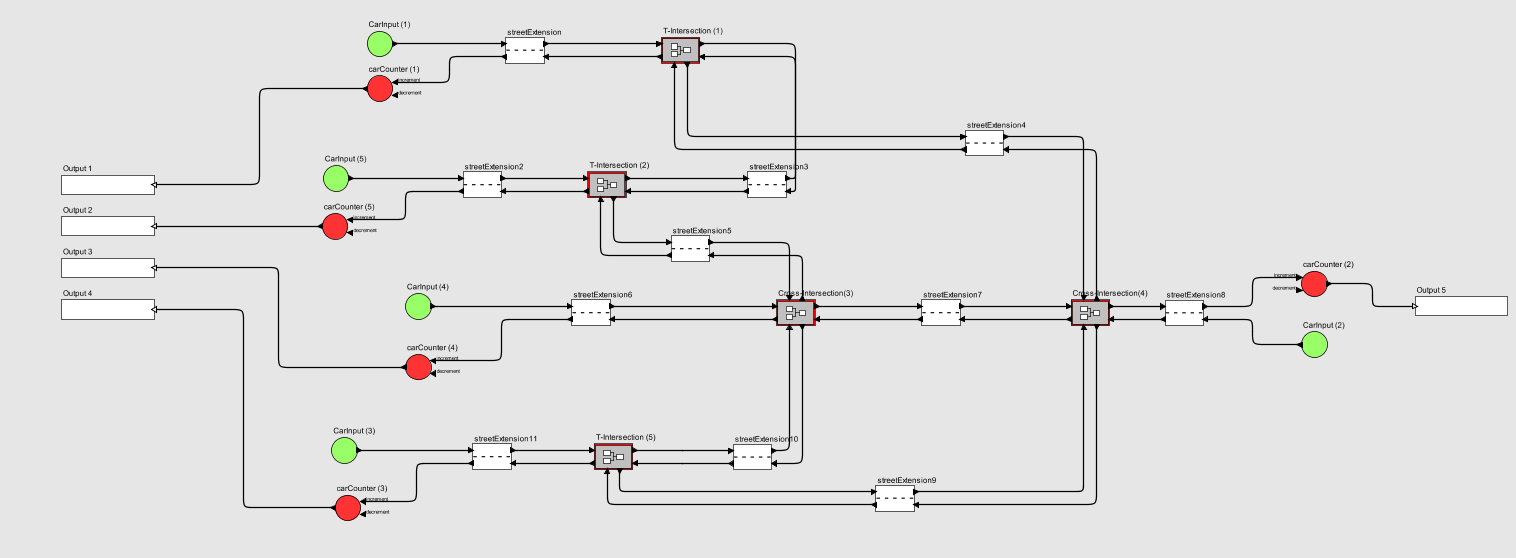 CarInput (1)
streetExtension
T-Intersection (1)
carCounter (1)
increment
decrement
streetExtension4
Output 1
CarInput (5)
streetExtension2
T-Intersection (2)
streetExtension3
Output 2
carCounter (5)
increment
decrement
streetExtension5
Output 3
carCounter (2)
increment
decrement
CarInput (4)
Output 4
streetExtension6
Cross-Intersection(3)
streetExtension7
Cross-Intersection(4)
streetExtension8
Output 5
CarInput (2)
carCounter (4)
increment
decrement
CarInput (3)
streetExtension11
T-Intersection (5)
streetExtension10
carCounter (3)
increment
decrement
streetExtension9